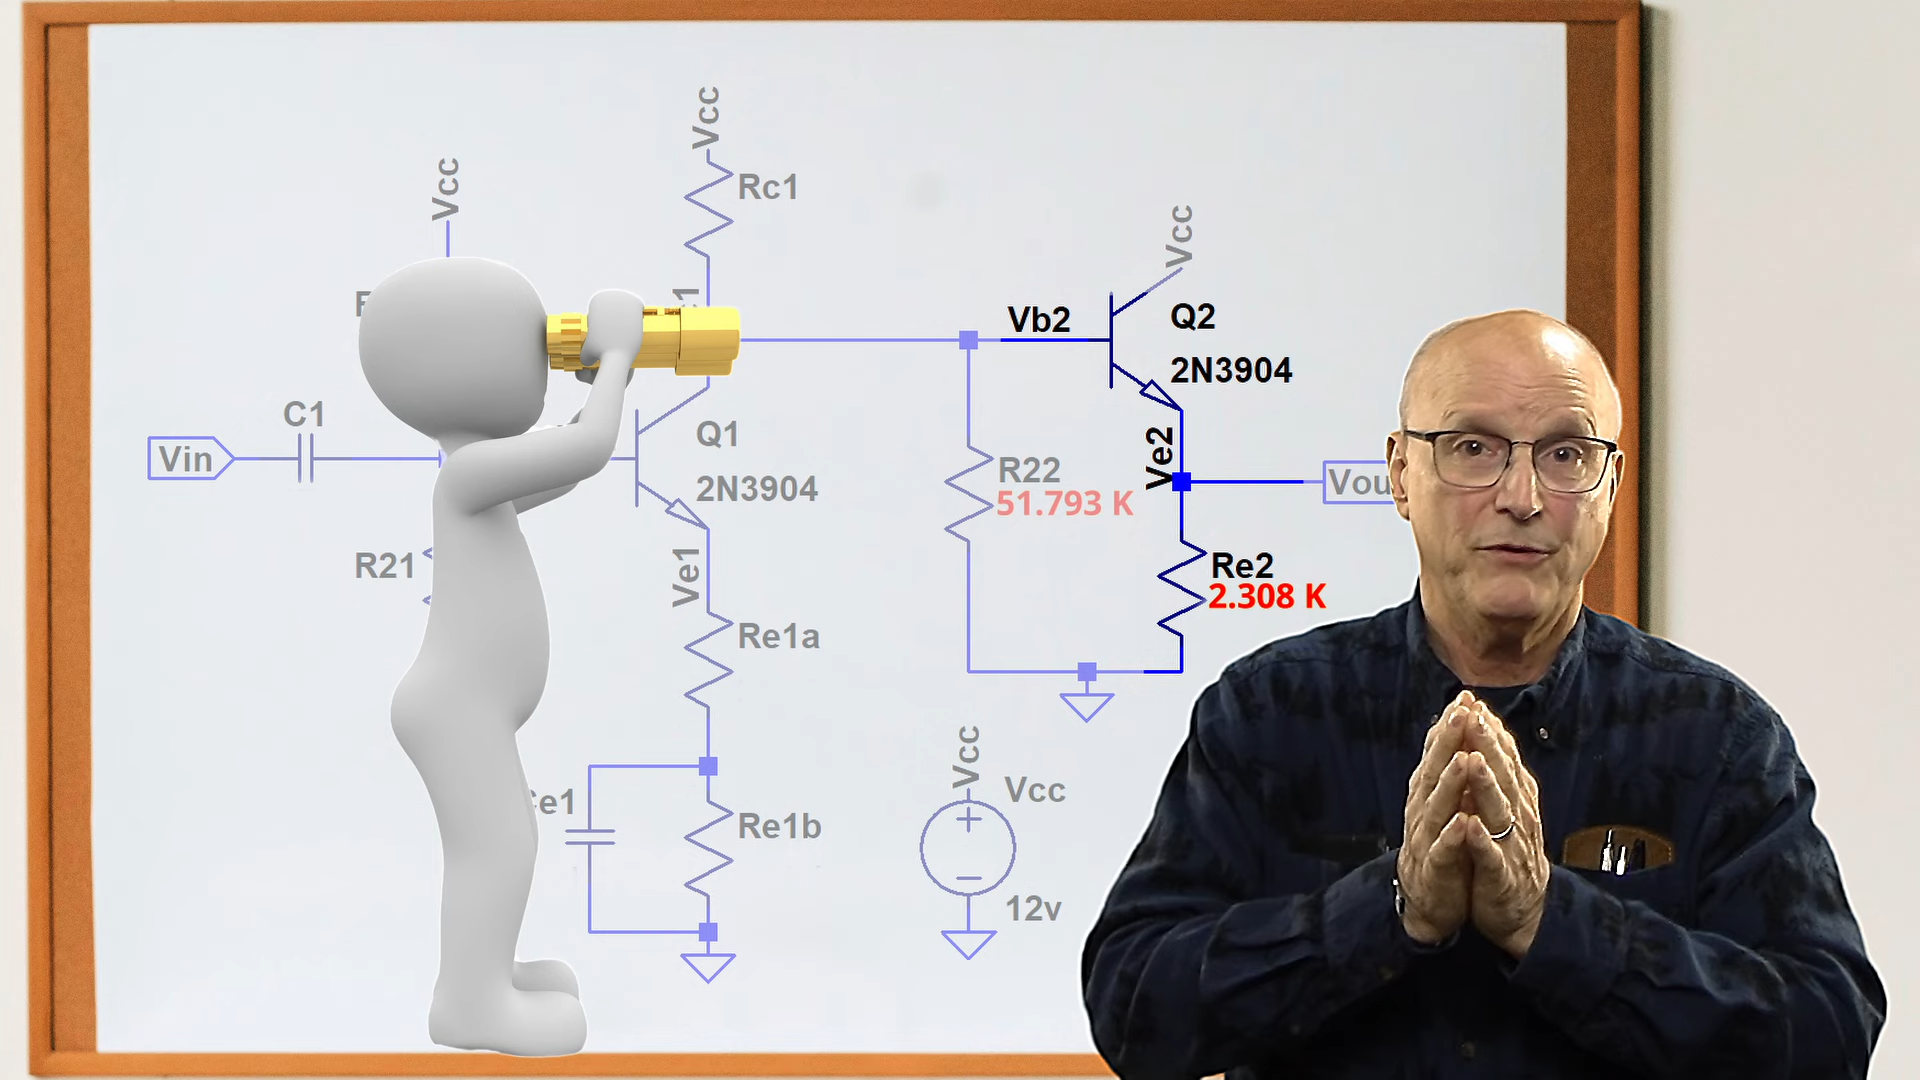 Vcc
Rc1
Vcc
Vcc
Vb2
Q2
2N3904
C1
Vin
Q1
2N3904
Ve2
R22
51.793 K
R21
Ve1
Re2
2.308 K
Re1a
Vcc
Vcc
Re1b
12v